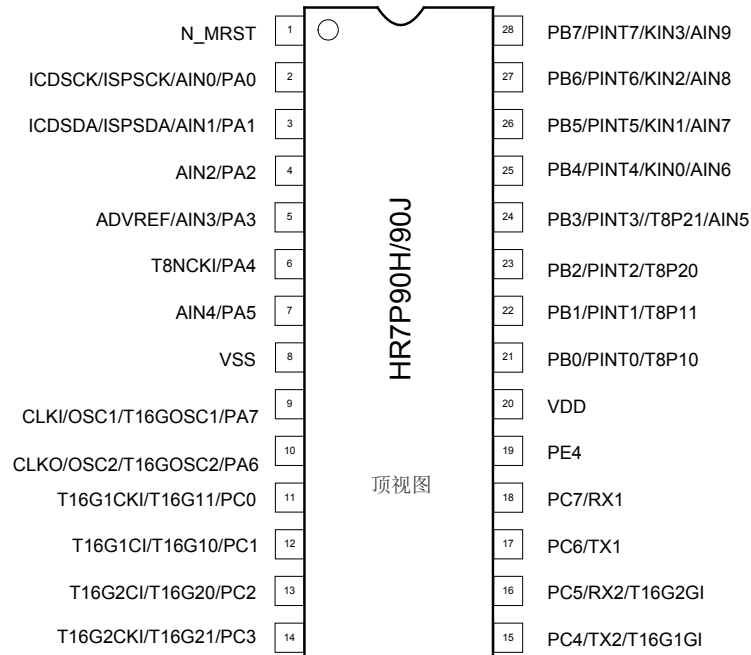 N_MRST 1 28 PB7/PINT7/KIN3/AIN9
ICDSCK/ISPSCK/AIN0/PA0 2 27 PB6/PINT6/KIN2/AIN8
ICDSDA/ISPSDA/AIN1/PA1 3 26 PB5/PINT5/KIN1/AIN7
AIN2/PA2 4 25 PB4/PINT4/KIN0/AIN6
ADVREF/AIN3/PA3 5 24 PB3/PINT3//T8P21/AIN5
T8NCKI/PA4 6 23 PB2/PINT2/T8P20
AIN4/PA5 7 22 PB1/PINT1/T8P11
VSS 8 21 PB0/PINT0/T8P10
CLKI/OSC1/T16GOSC1/PA7 9 20 VDD
CLKO/OSC2/T16GOSC2/PA6 10 19 PE4
T16G1CKI/T16G11/PC0 11 18 PC7/RX1
T16G1CI/T16G10/PC1 12 17 PC6/TX1
T16G2CI/T16G20/PC2 13 16 PC5/RX2/T16G2GI
T16G2CKI/T16G21/PC3 14 15 PC4/TX2/T16G1GI
HR7P90H/90J
顶视图